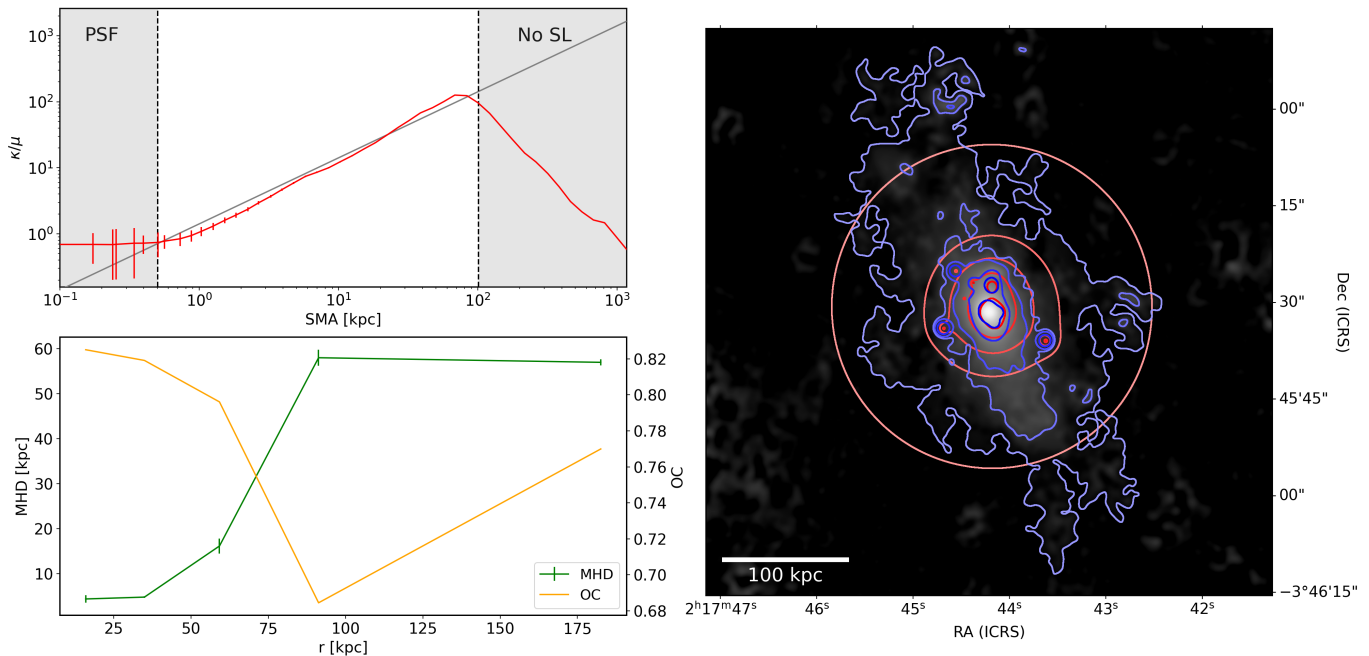 PSF
No SL
κ/μ
10³
10²
10¹
10⁰
10⁻¹
10⁰
10¹
10²
10³
SMA [kpc]
MHD [kpc]
60
50
40
30
20
10
0.82
0.80
0.78
0.76
0.74
0.72
0.70
0.68
OC
MHD
OC
25
50
75
100
125
150
175
r [kpc]
00"
15"
30"
45'45"
00"
−3°46'15"
Dec (ICRS)
100 kpc
2ʰ17ᵐ47ˢ
46ˢ
45ˢ
44ˢ
43ˢ
42ˢ
RA (ICRS)